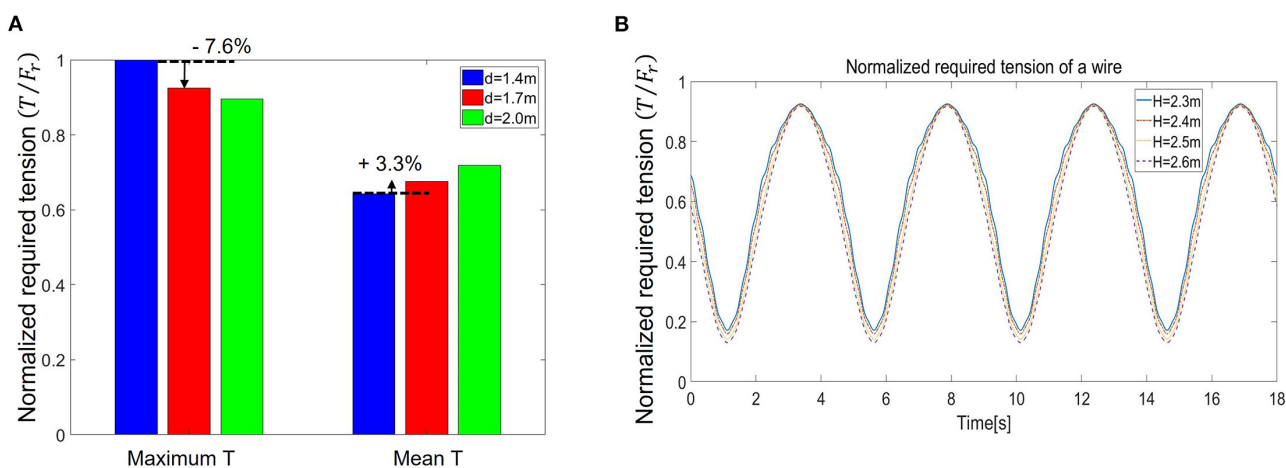 A
Normalized required tension (T/Fr)
1
0.8
0.6
0.4
0.2
0
- 7.6%
+ 3.3%
d=1.4m
d=1.7m
d=2.0m
Maximum T
Mean T
B
Normalized required tension of a wire
Normalized required tension (T/Fr)
1
0.8
0.6
0.4
0.2
0
H=2.3m
H=2.4m
H=2.5m
H=2.6m
0 2 4 6 8 10 12 14 16 18
Time[s]